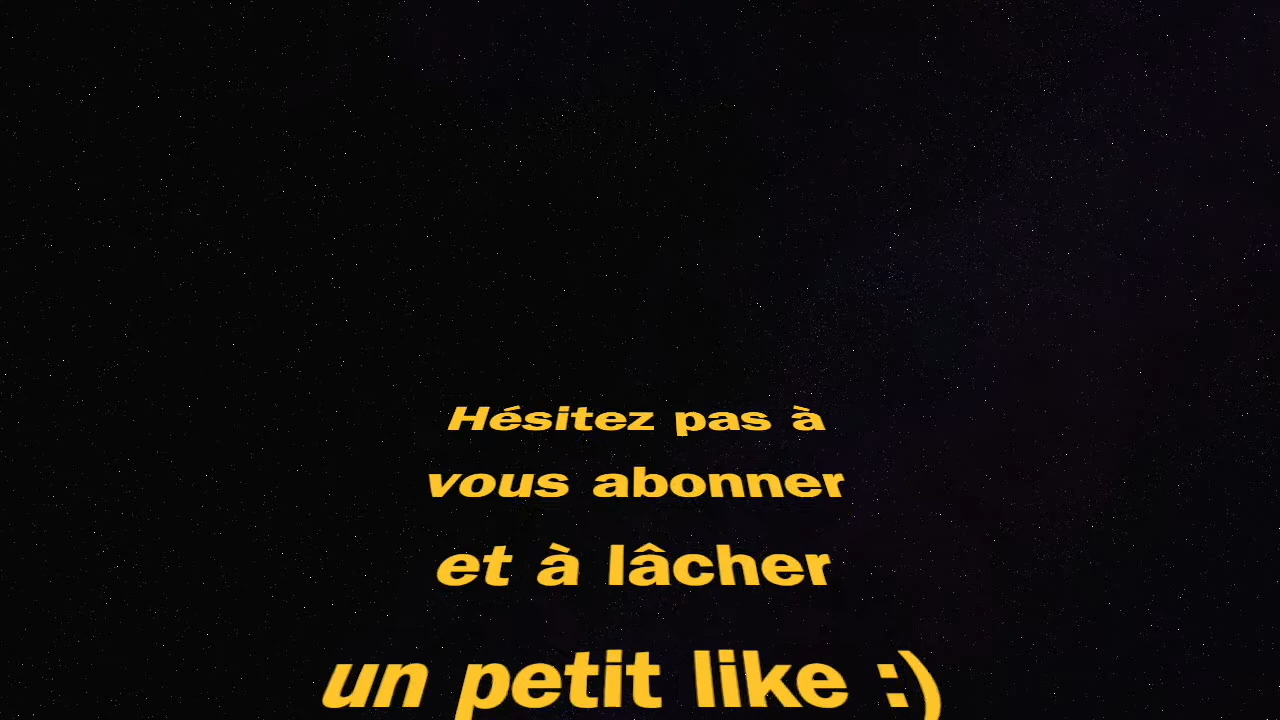 Hésitez pas à
vous abonner
et à lâcher
un petit like :)